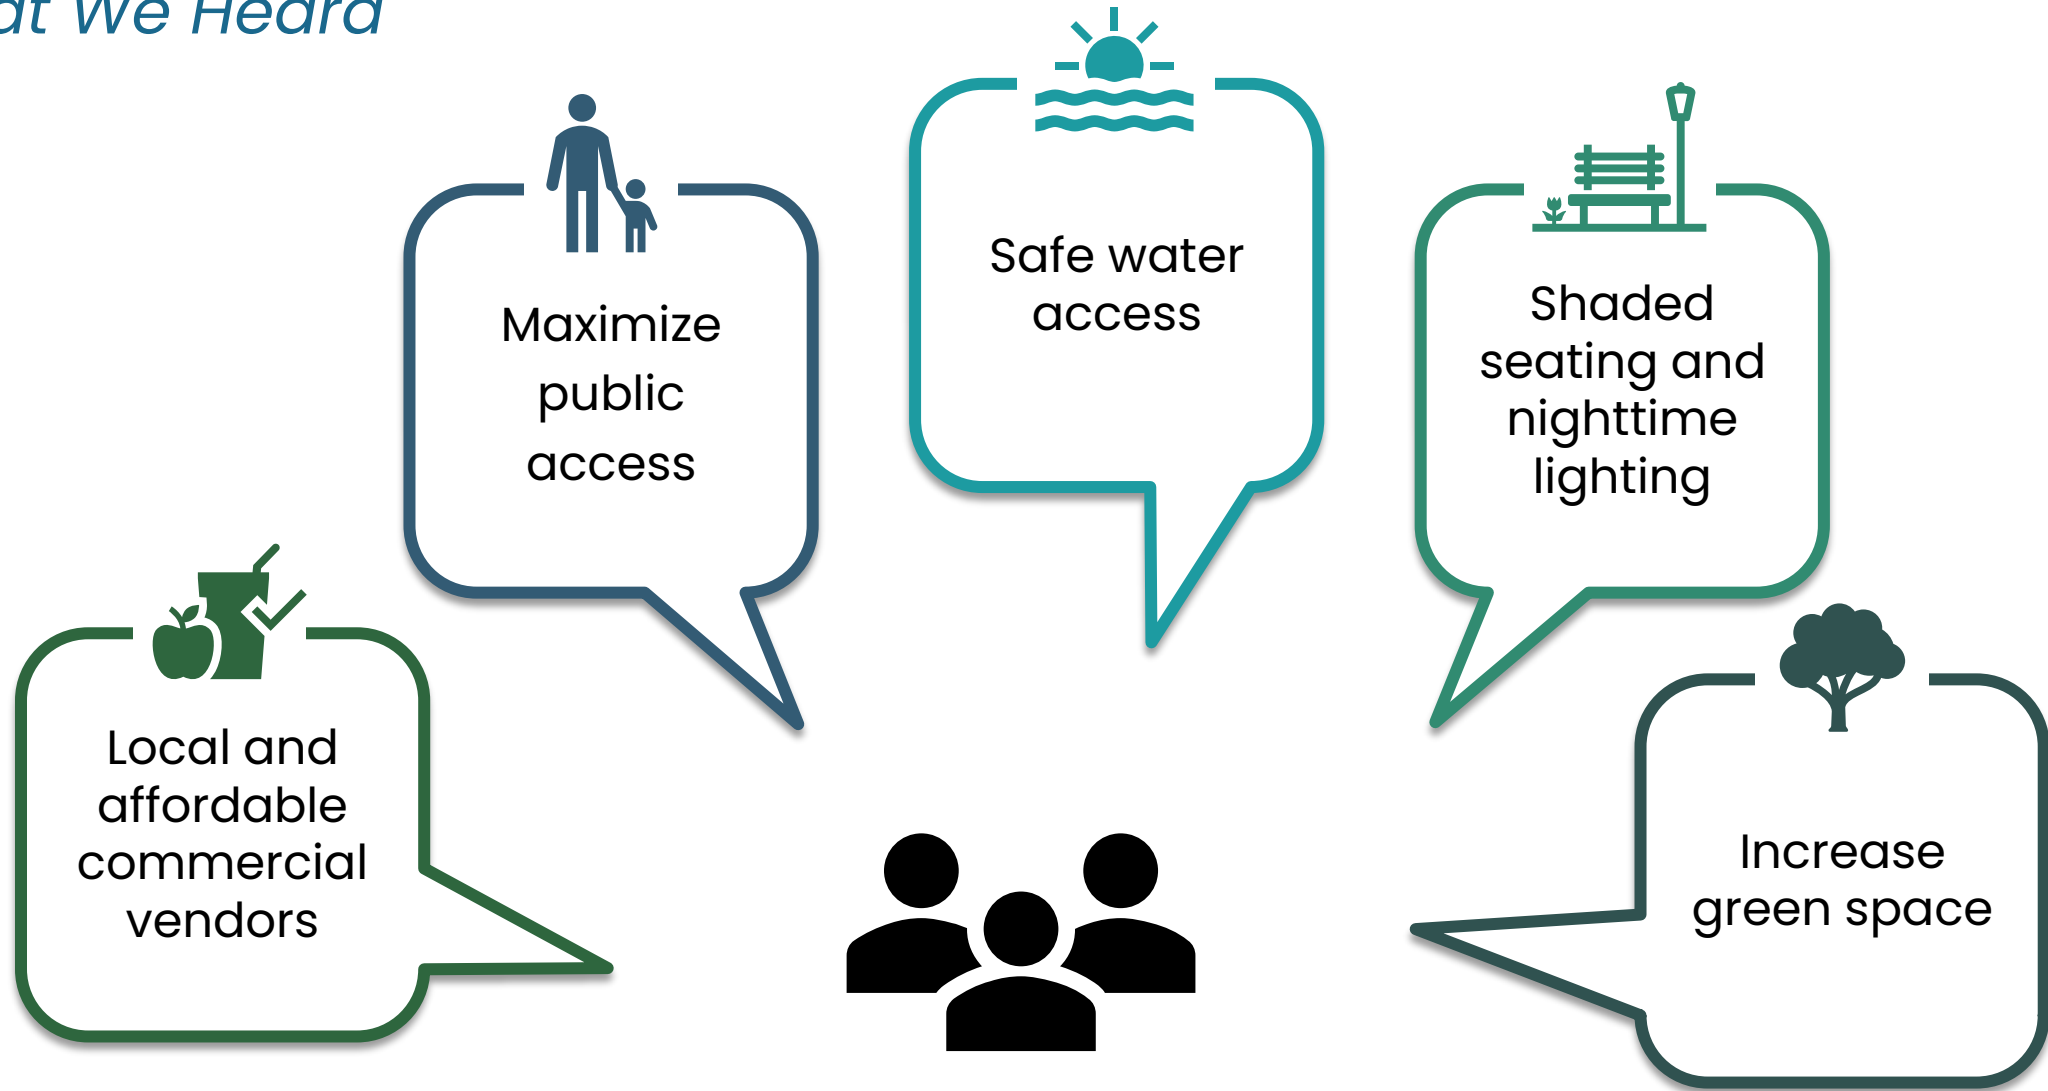 at We Heard
Safe water
access
Maximize
public
access
Shaded
seating and
nighttime
lighting
Local and
affordable
commercial
vendors
Increase
green space